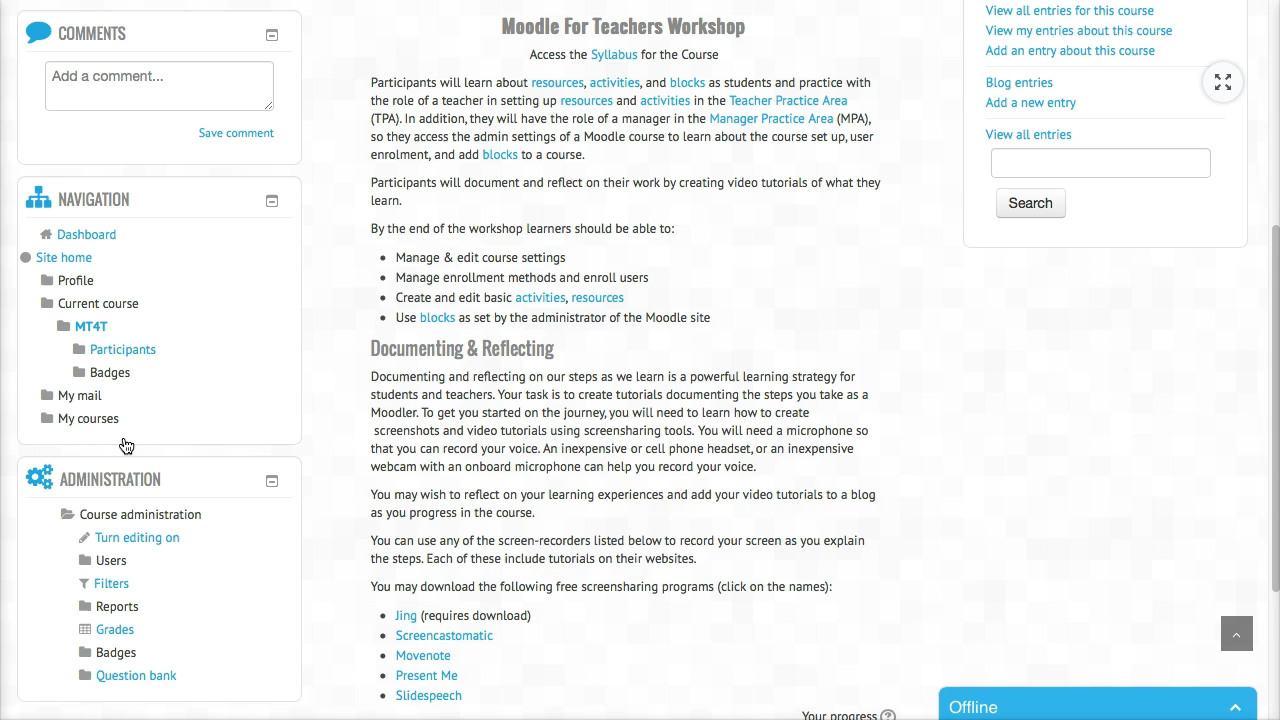 COMMENTS
Add a comment...
Save comment
NAVIGATION
Dashboard
Site home
Profile
Current course
MT4T
Participants
Badges
My mail
My courses
ADMINISTRATION
Course administration
Turn editing on
Users
Filters
Reports
Grades
Badges
Question bank
Moodle For Teachers Workshop
Access the Syllabus for the Course
Participants will learn about resources, activities, and blocks as students and practice with
the role of a teacher in setting up resources and activities in the Teacher Practice Area
(TPA). In addition, they will have the role of a manager in the Manager Practice Area (MPA),
so they access the admin settings of a Moodle course to learn about the course set up, user
enrolment, and add blocks to a course.
Participants will document and reflect on their work by creating video tutorials of what they
learn.
By the end of the workshop learners should be able to:
• Manage & edit course settings
• Manage enrollment methods and enroll users
• Create and edit basic activities, resources
• Use blocks as set by the administrator of the Moodle site
Documenting & Reflecting
Documenting and reflecting on our steps as we learn is a powerful learning strategy for
students and teachers. Your task is to create tutorials documenting the steps you take as a
Moodler. To get you started on the journey, you will need to learn how to create
screenshots and video tutorials using screensharing tools. You will need a microphone so
that you can record your voice. An inexpensive or cell phone headset, or an inexpensive
webcam with an onboard microphone can help you record your voice.
You may wish to reflect on your learning experiences and add your video tutorials to a blog
as you progress in the course.
You can use any of the screen-recorders listed below to record your screen as you explain
the steps. Each of these include tutorials on their websites.
You may download the following free screensharing programs (click on the names):
• Jing (requires download)
• Screencastomatic
• Movenote
• Present Me
• Slidespeech
Your progress ?
View all entries for this course
View my entries about this course
Add an entry about this course
Blog entries
Add a new entry
View all entries
Search
Offline